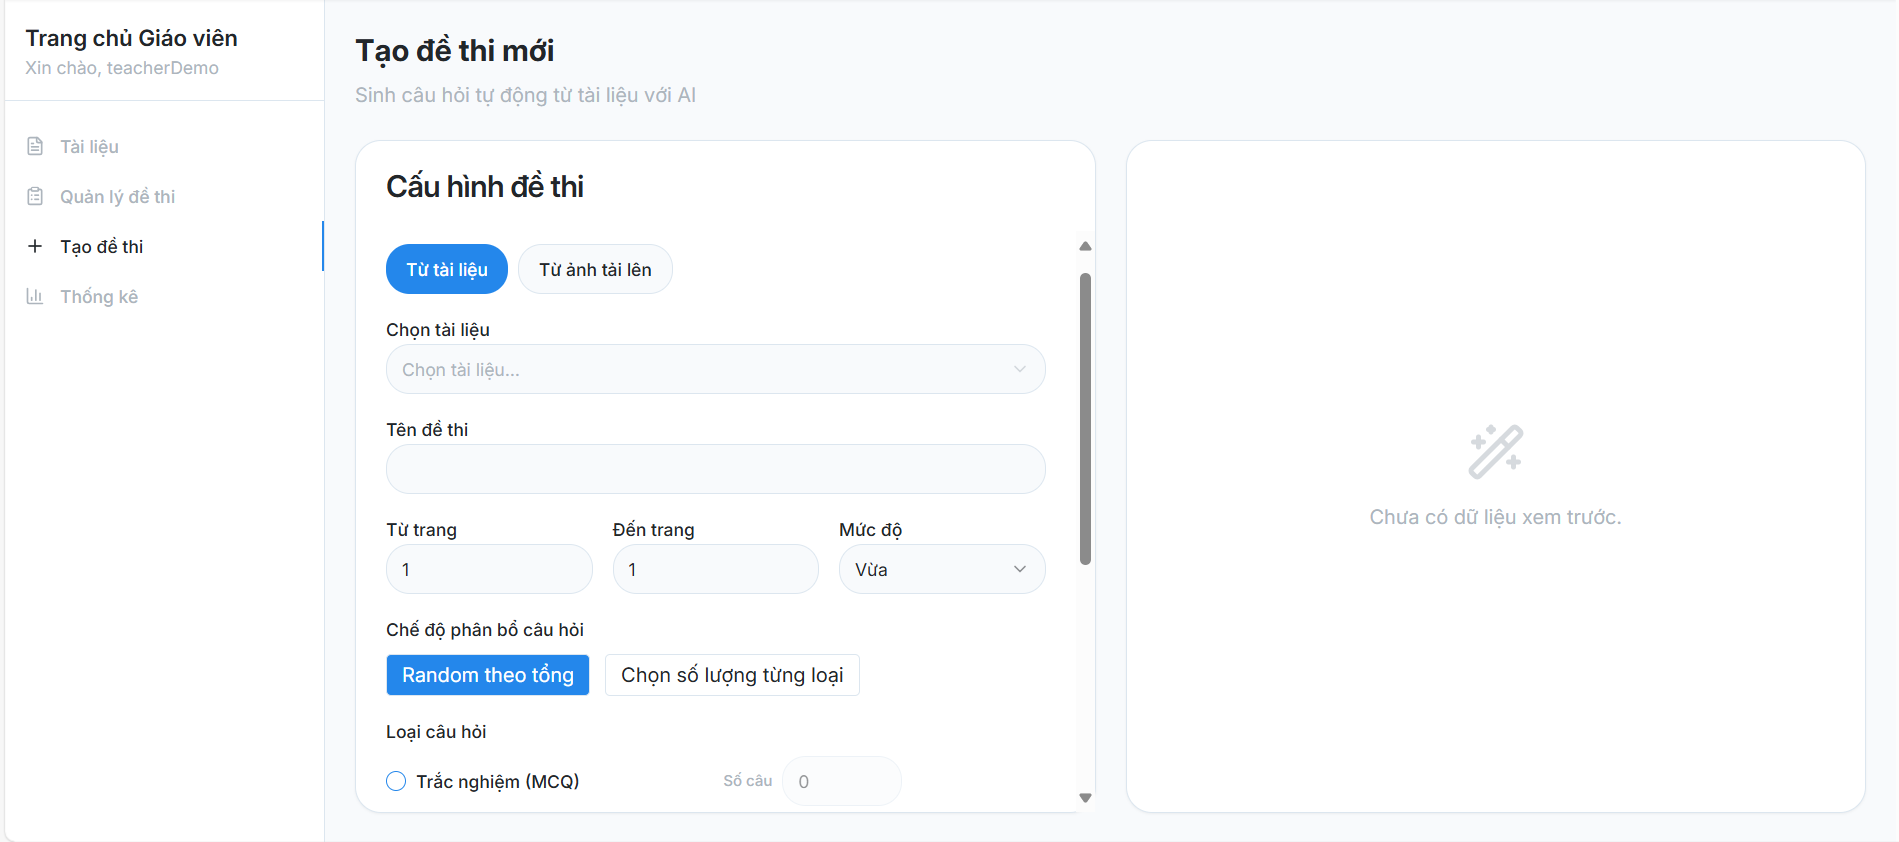 Trang chủ Giáo viên
Xin chào, teacherDemo
Tài liệu
Quản lý đề thi
Tạo đề thi
Thống kê
Tạo đề thi mới
Sinh câu hỏi tự động từ tài liệu với AI
Cấu hình đề thi
Từ tài liệu
Từ ảnh tải lên
Chọn tài liệu
Chọn tài liệu...
Tên đề thi
Từ trang
Đến trang
Mức độ
1
1
Vừa
Chế độ phân bổ câu hỏi
Random theo tổng
Chọn số lượng từng loại
Loại câu hỏi
Trắc nghiệm (MCQ)
Số câu
0
Chưa có dữ liệu xem trước.